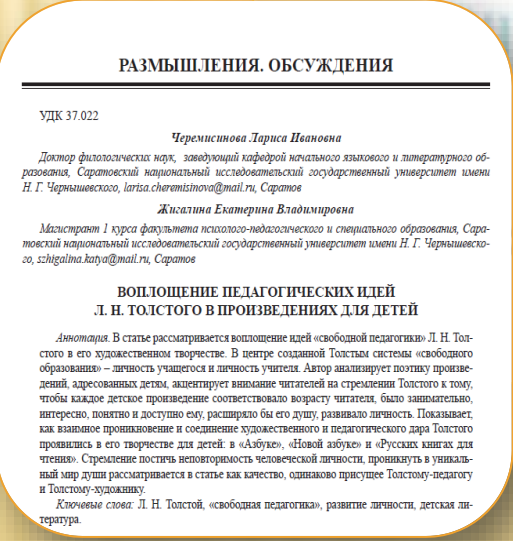 РАЗМЫШЛЕНИЯ. ОБСУЖДЕНИЯ
УДК 37.022
Черемисинова Лариса Ивановна
Доктор филологических наук, заведующий кафедрой начального языкового и литературного об-
разования, Саратовский национальный исследовательский государственный университет имени
Н. Г. Чернышевского, larisa.cheremisinova@mail.ru, Саратов
Жигалина Екатерина Владимировна
Магистрант 1 курса факультета психолого-педагогического и специального образования, Сара-
товский национальный исследовательский государственный университет имени Н. Г. Чернышевско-
го, szhigalina.katya@mail.ru, Саратов
ВОПЛОЩЕНИЕ ПЕДАГОГИЧЕСКИХ ИДЕЙ
Л. Н. ТОЛСТОГО В ПРОИЗВЕДЕНИЯХ ДЛЯ ДЕТЕЙ
Аннотация. В статье рассматривается воплощение идей «свободной педагогики» Л. Н. Тол-
стого в его художественном творчестве. В центре созданной Толстым системы «свободного
образования» – личность учащегося и личность учителя. Автор анализирует поэтику произве-
дений, адресованных детям, акцентирует внимание читателей на стремлении Толстого к тому,
чтобы каждое детское произведение соответствовало возрасту читателя, было занимательно,
интересно, понятно и доступно ему, расширяло бы его душу, развивало личность. Показывает,
как взаимное проникновение и соединение художественного и педагогического дара Толстого
проявились в его творчестве для детей: в «Азбуке», «Новой азбуке» и «Русских книгах для
чтения». Стремление постичь неповторимость человеческой личности, проникнуть в уникаль-
ный мир души рассматривается в статье как качество, одинаково присущее Толстому-педагогу
и Толстому-художнику.
Ключевые слова: Л. Н. Толстой, «свободная педагогика», развитие личности, детская ли-
тература.